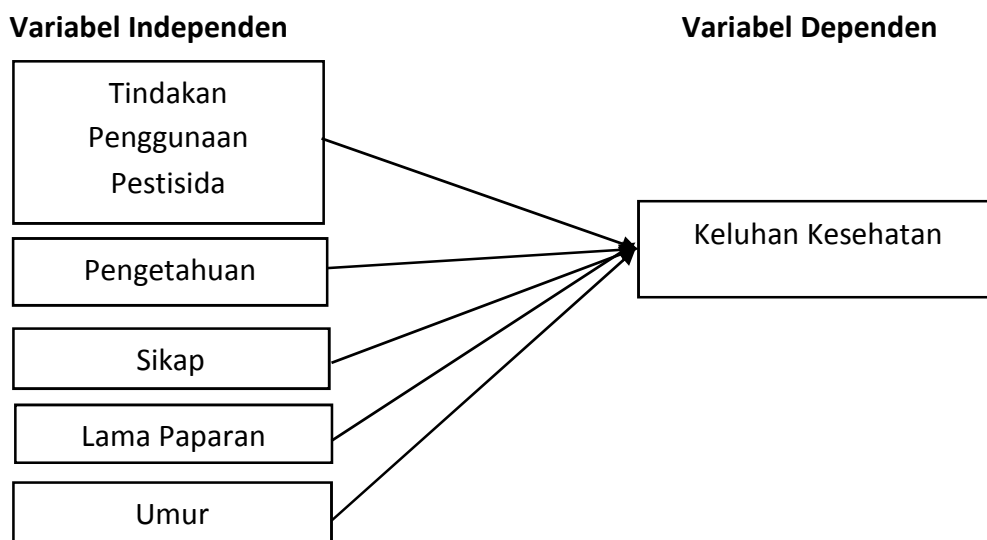 Variabel Independen
Variabel Dependen
Tindakan
Penggunaan
Pestisida
Pengetahuan
Sikap
Lama Paparan
Umur
Keluhan Kesehatan